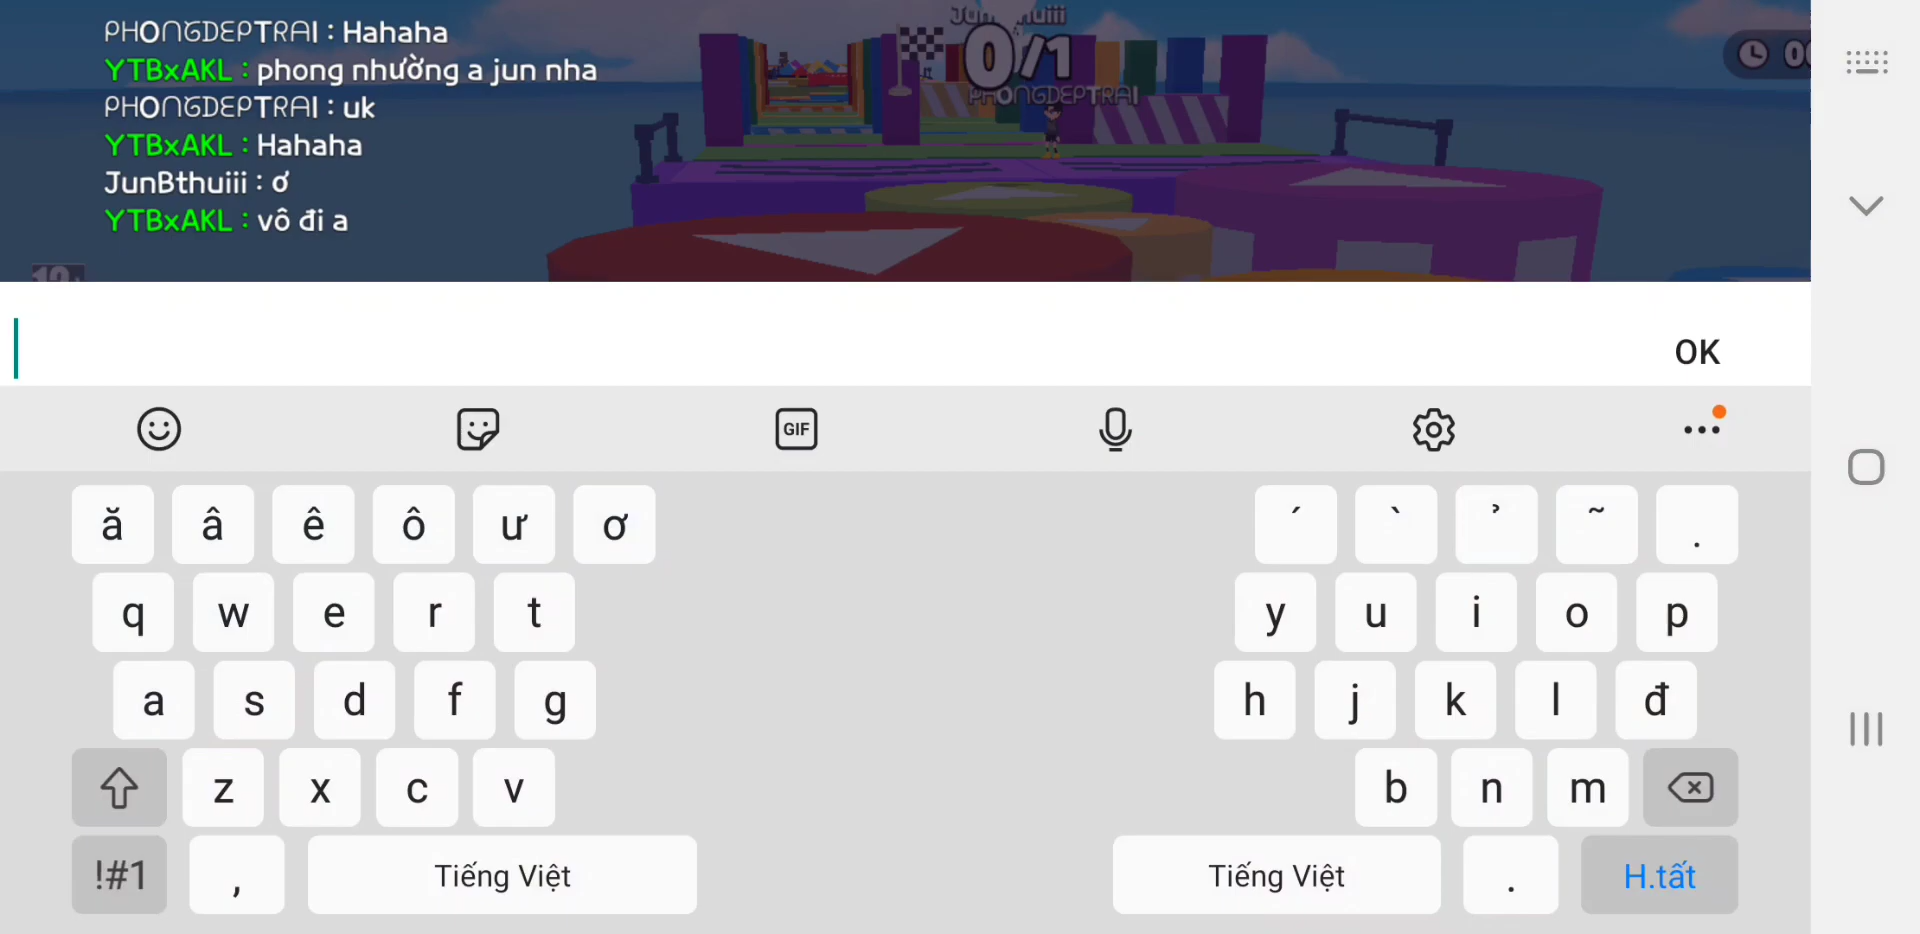 PHONGDEPTRAI : Hahaha
YTBxAKL : phong nhường a jun nha
PHONGDEPTRAI : uk
YTBxAKL : Hahaha
JunBthuiii : ơ
YTBxAKL : vô đi a
0/1
PHONGDEPTRAI
OK
GIF
ă â ê ô ư ơ ´ ` ̉ ~ .
q w e r t y u i o p
a s d f g h j k l đ
z x c v b n m
!#1 , Tiếng Việt Tiếng Việt . H.tất